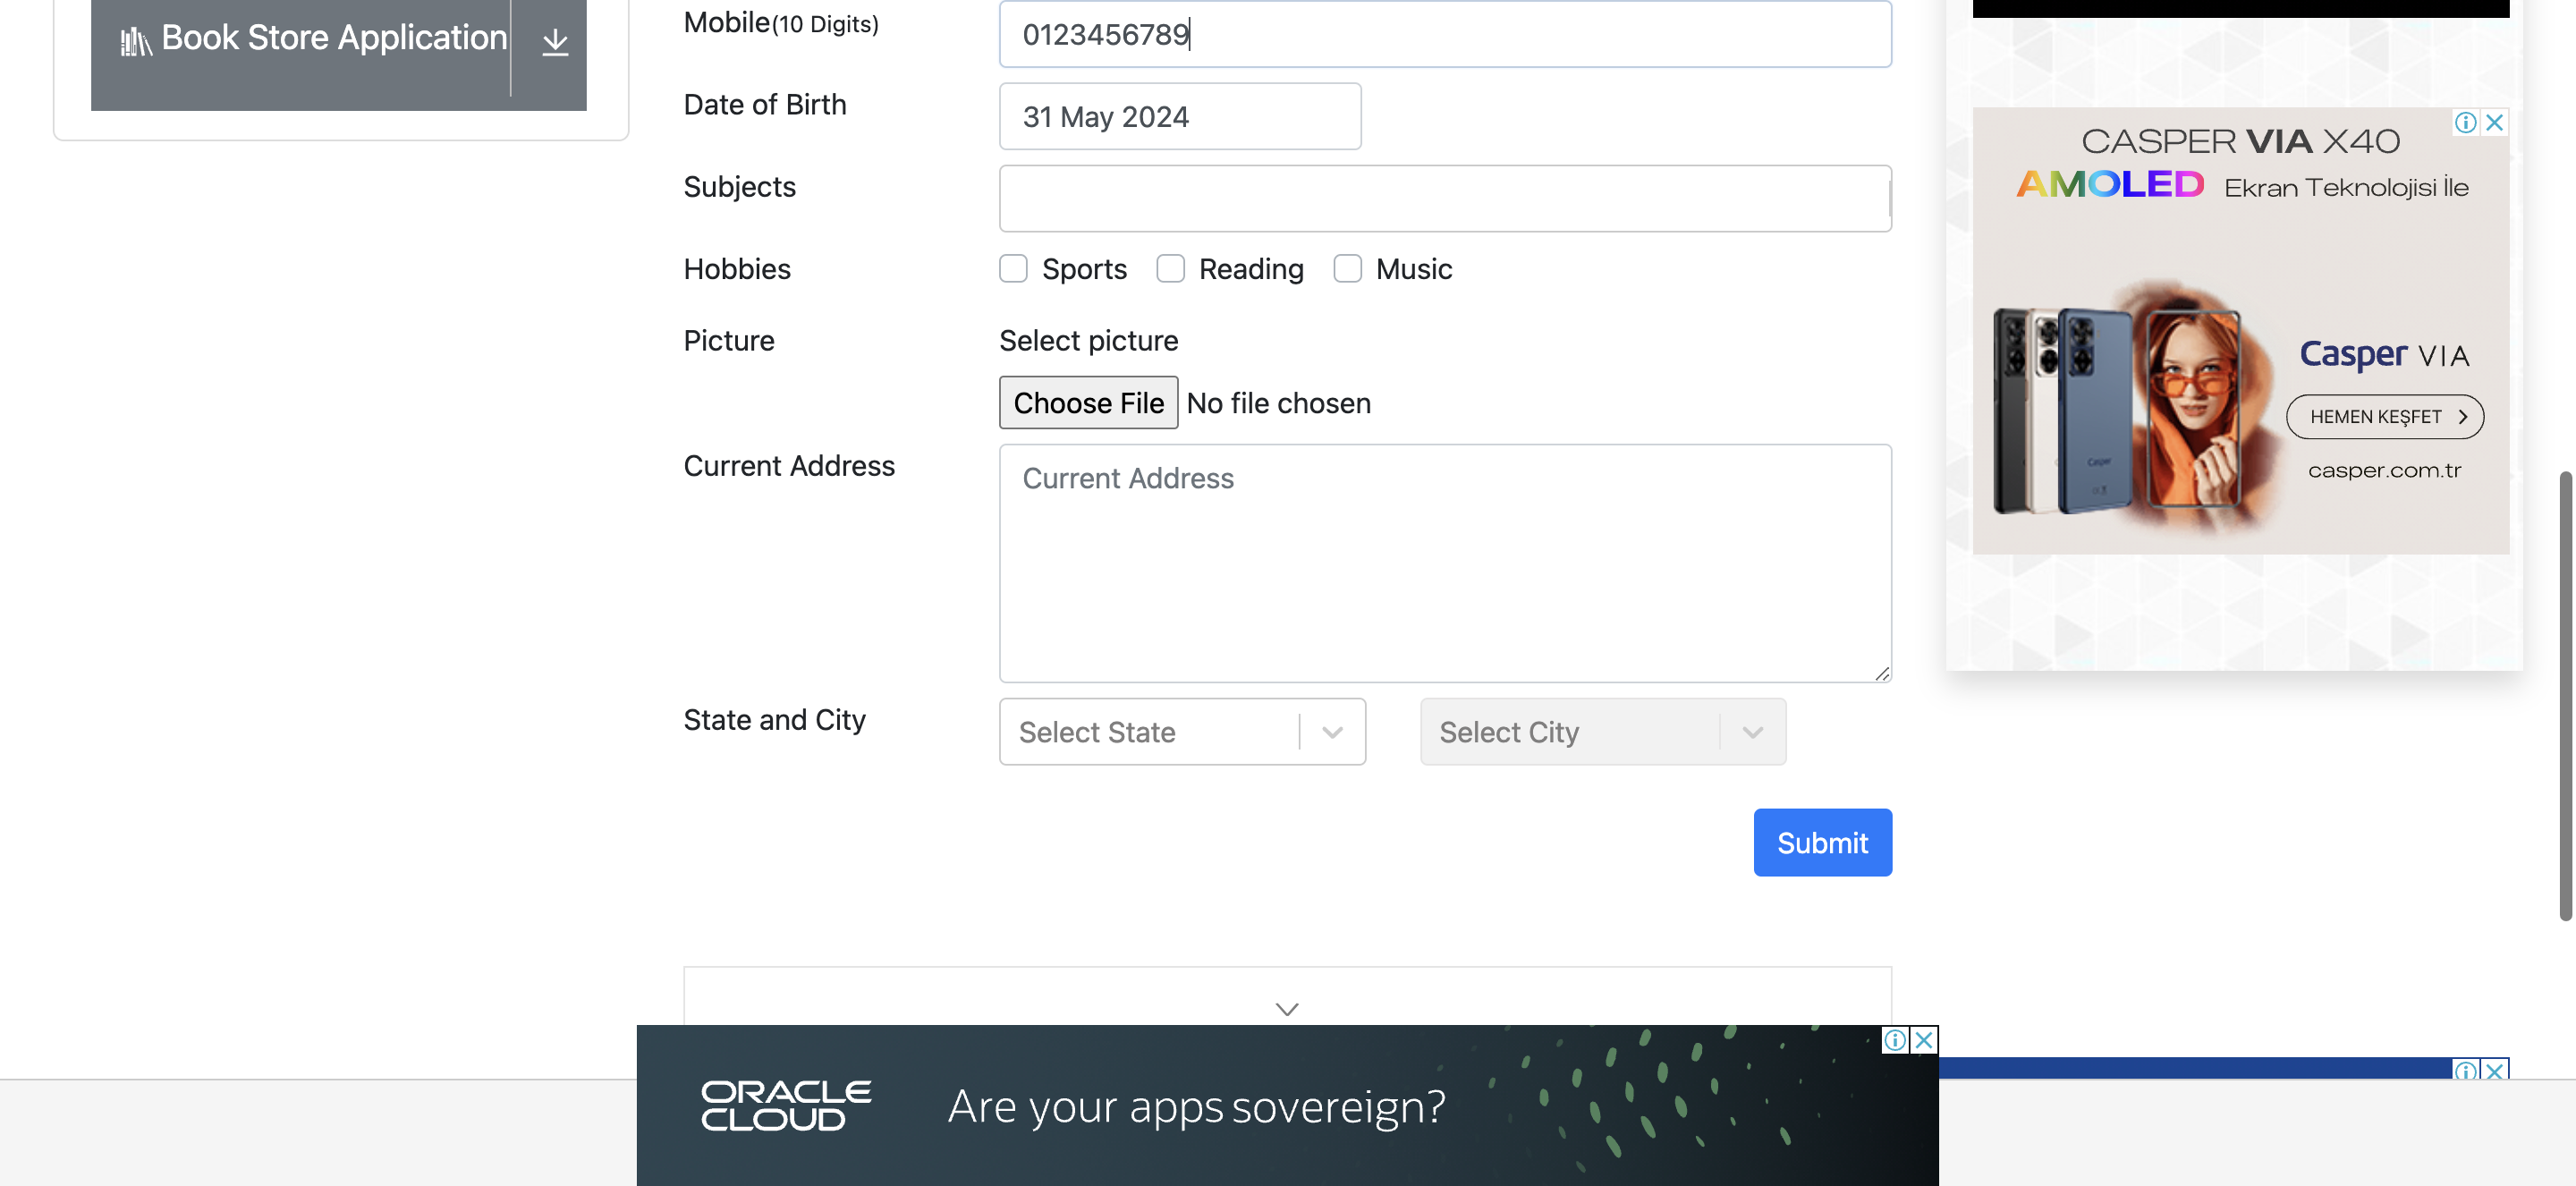 Book Store Application
Mobile(10 Digits)
0123456789
Date of Birth
31 May 2024
Subjects
Hobbies
Sports
Reading
Music
Picture
Select picture
Choose File No file chosen
Current Address
Current Address
State and City
Select State
Select City
Submit
CASPER VIA X40
AMOLED Ekran Teknolojisi İle
Casper
Casper VIA
HEMEN KEŞFET
casper.com.tr
ORACLE
CLOUD
Are your apps sovereign?